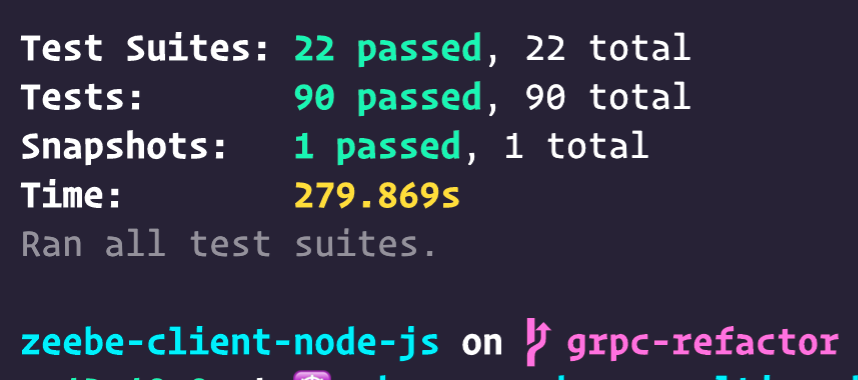 Test Suites: 22 passed, 22 total
Tests: 90 passed, 90 total
Snapshots: 1 passed, 1 total
Time: 279.869s
Ran all test suites.
zeebe-client-node-js on grpc-refactor